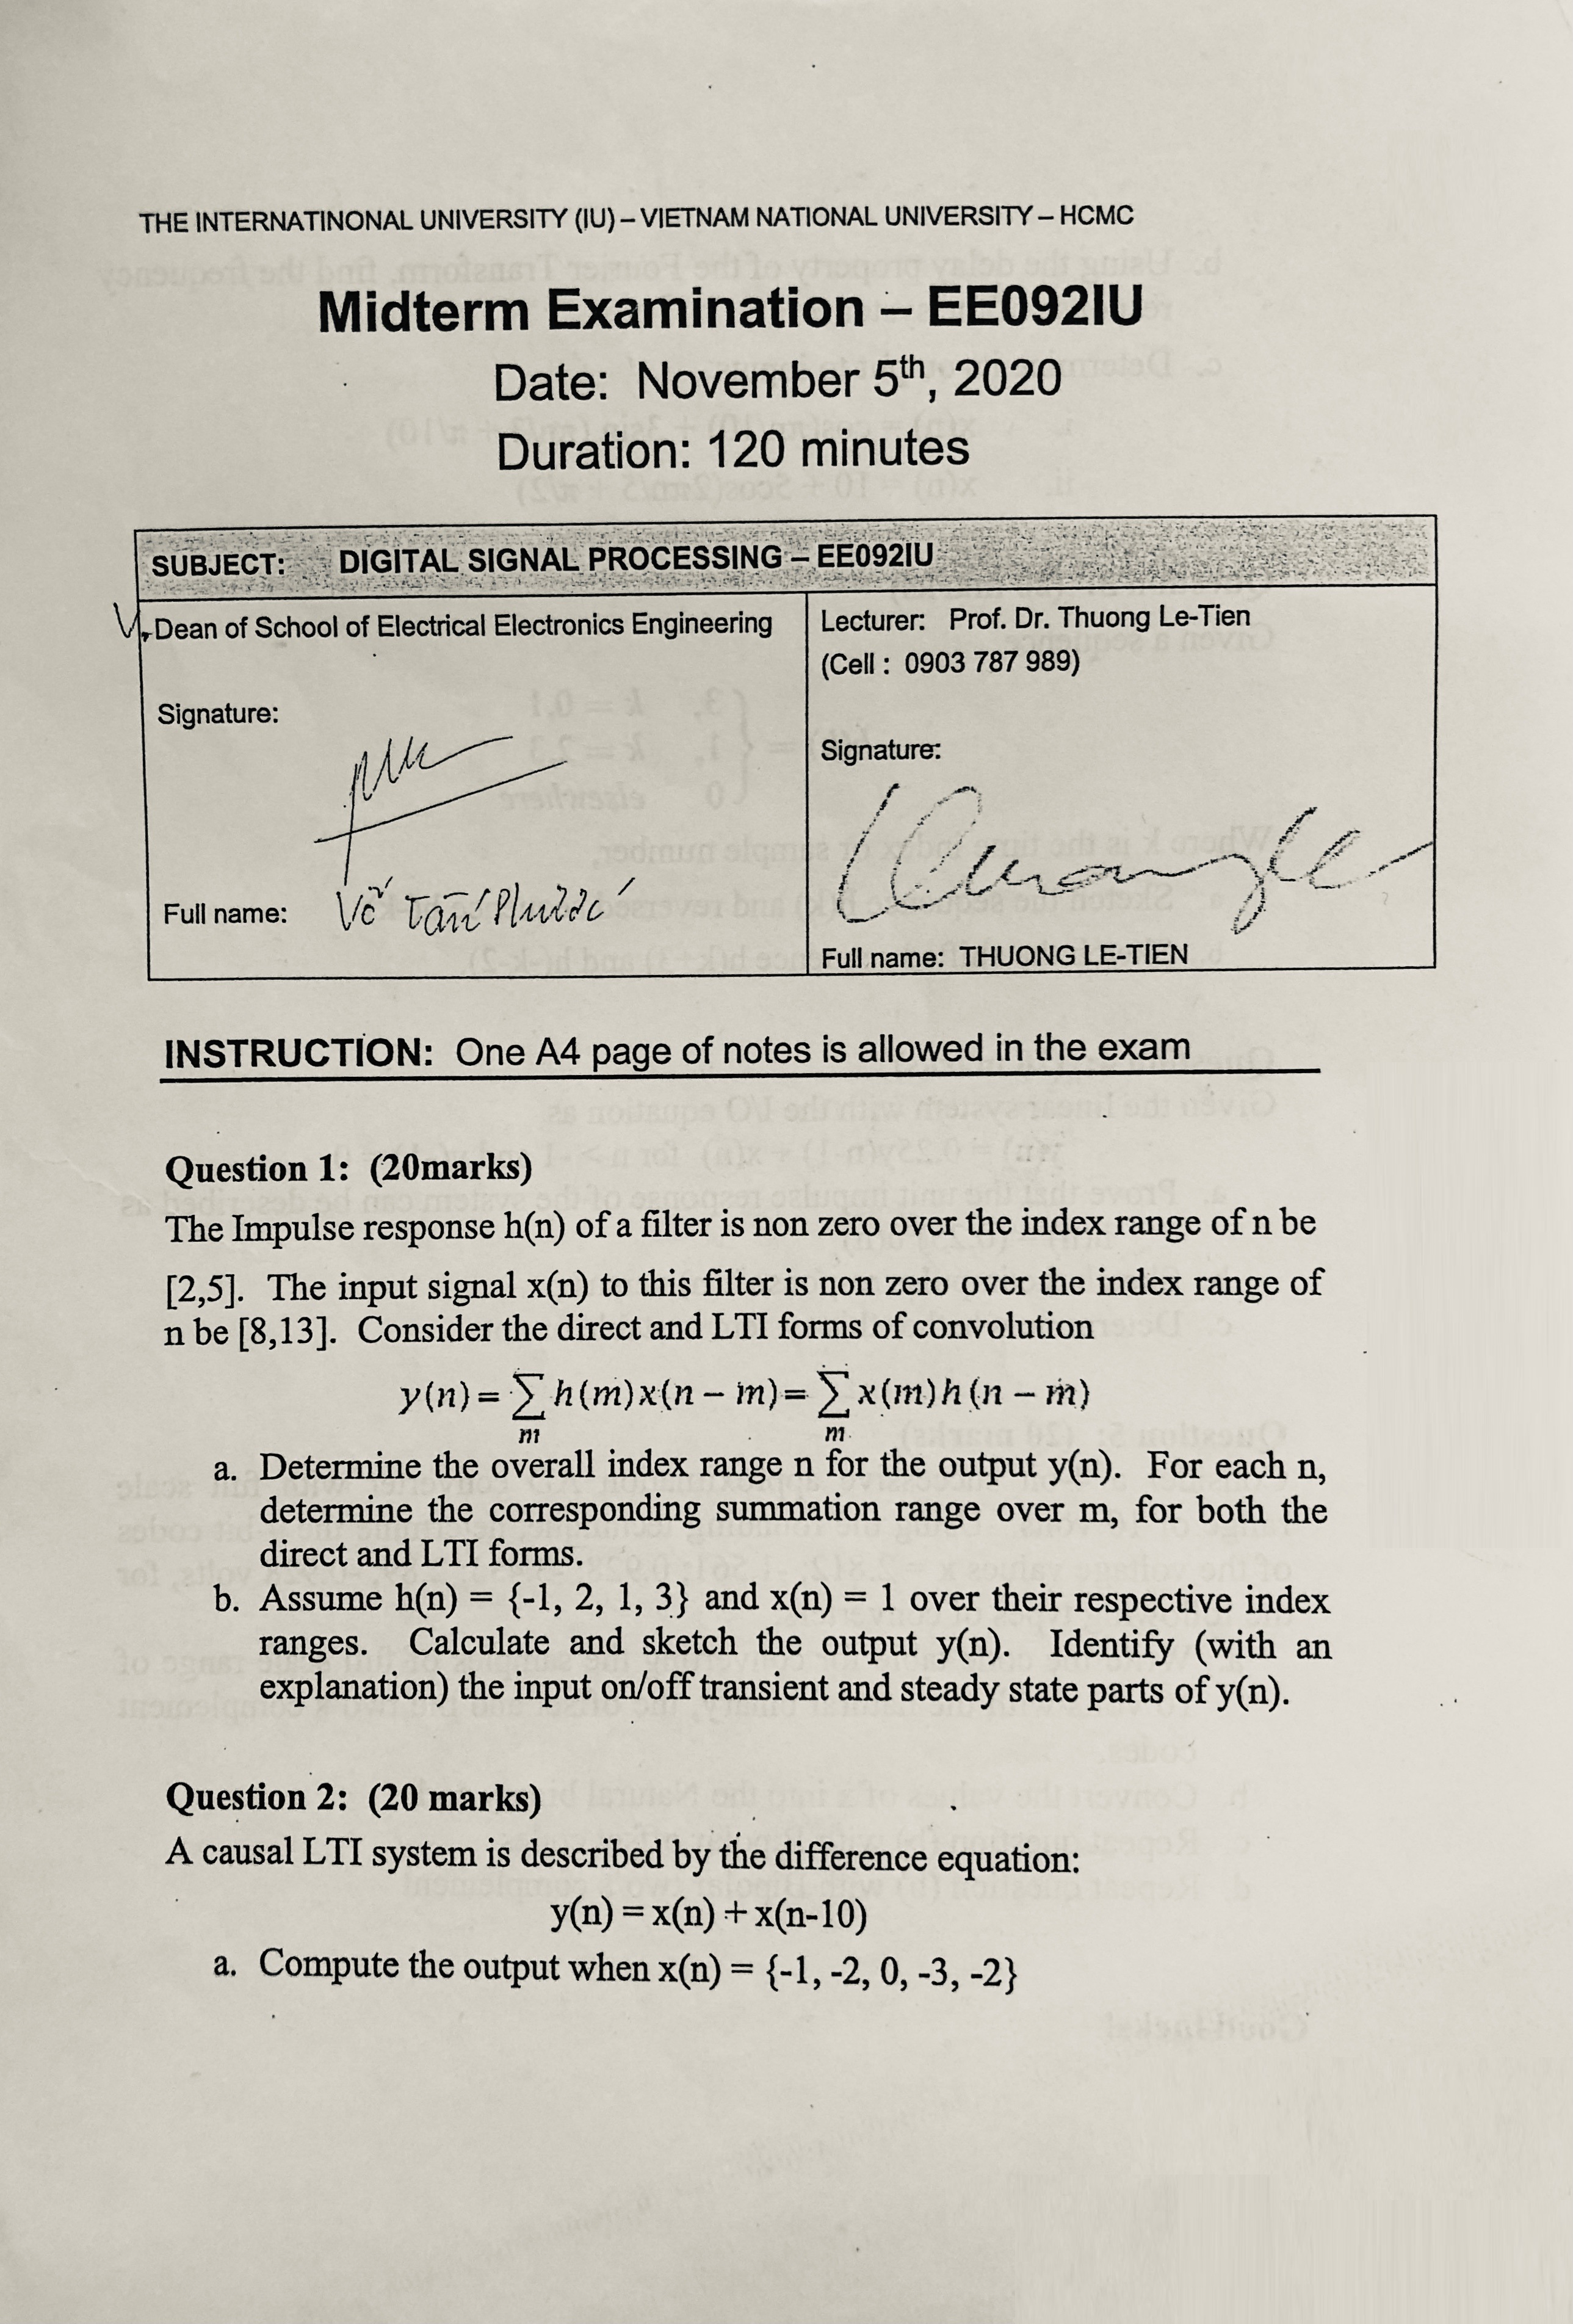 THE INTERNATINONAL UNIVERSITY (IU) – VIETNAM NATIONAL UNIVERSITY – HCMC
Midterm Examination – EE092IU
Date: November 5th, 2020
Duration: 120 minutes
SUBJECT: DIGITAL SIGNAL PROCESSING – EE092IU
Dean of School of Electrical Electronics Engineering
Signature:
Full name: Võ Tấn Phước
Lecturer: Prof. Dr. Thuong Le-Tien
(Cell : 0903 787 989)
Signature:
Full name: THUONG LE-TIEN
INSTRUCTION: One A4 page of notes is allowed in the exam
Question 1: (20marks)
The Impulse response h(n) of a filter is non zero over the index range of n be
[2,5]. The input signal x(n) to this filter is non zero over the index range of
n be [8,13]. Consider the direct and LTI forms of convolution
y(n) = ∑ h(m)x(n – m) = ∑ x(m)h(n – m)
m m
a. Determine the overall index range n for the output y(n). For each n,
determine the corresponding summation range over m, for both the
direct and LTI forms.
b. Assume h(n) = {-1, 2, 1, 3} and x(n) = 1 over their respective index
ranges. Calculate and sketch the output y(n). Identify (with an
explanation) the input on/off transient and steady state parts of y(n).
Question 2: (20 marks)
A causal LTI system is described by the difference equation:
y(n) = x(n) + x(n-10)
a. Compute the output when x(n) = {-1, -2, 0, -3, -2}